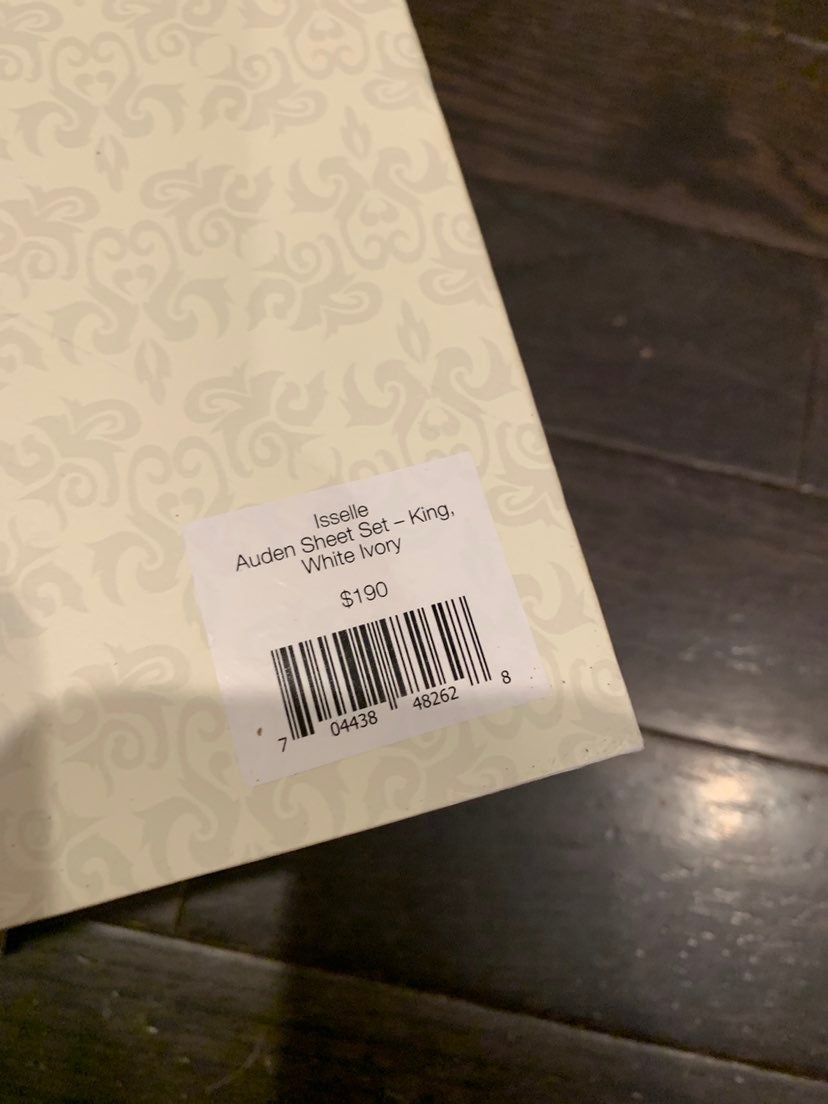 Isselle
Auden Sheet Set – King,
White Ivory
$190
7 04438 48262 8